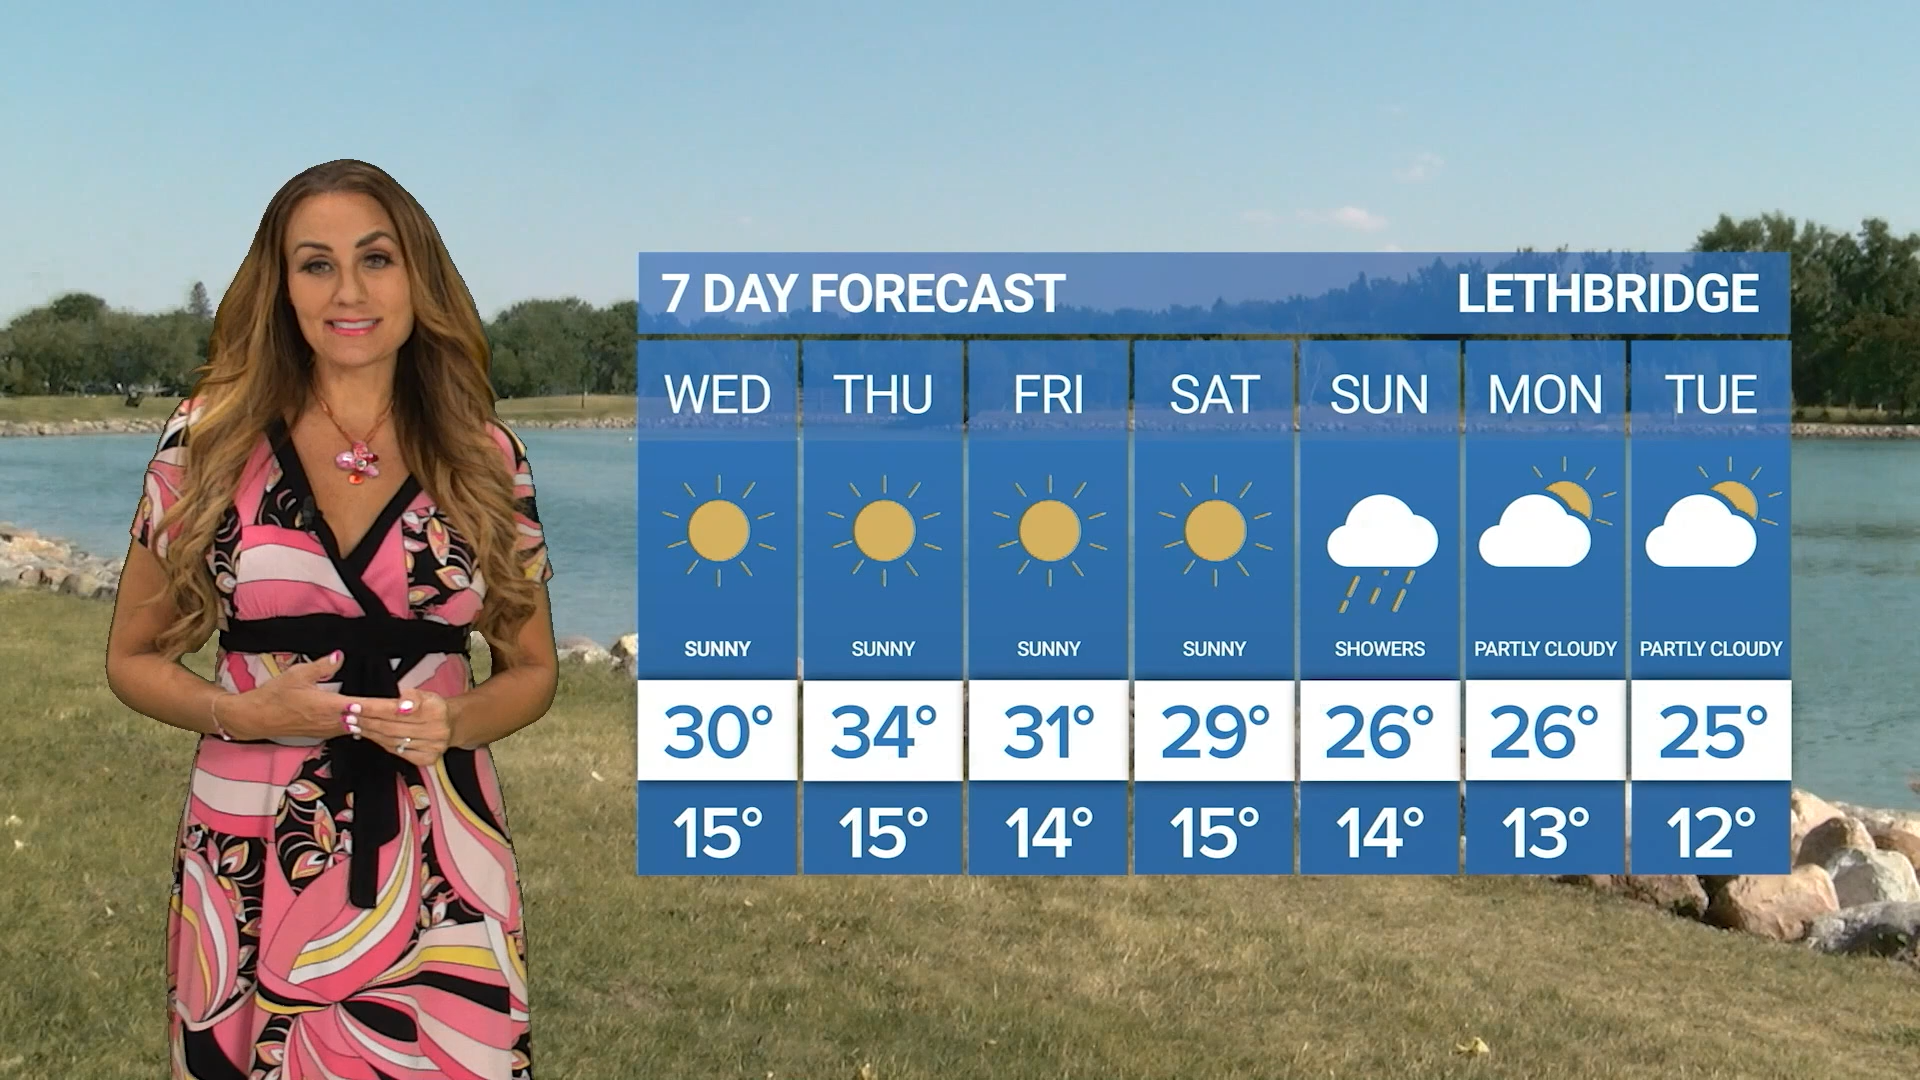 7 DAY FORECAST LETHBRIDGE
WED THU FRI SAT SUN MON TUE
SUNNY SUNNY SUNNY SUNNY SHOWERS PARTLY CLOUDY PARTLY CLOUDY
30° 34° 31° 29° 26° 26° 25°
15° 15° 14° 15° 14° 13° 12°